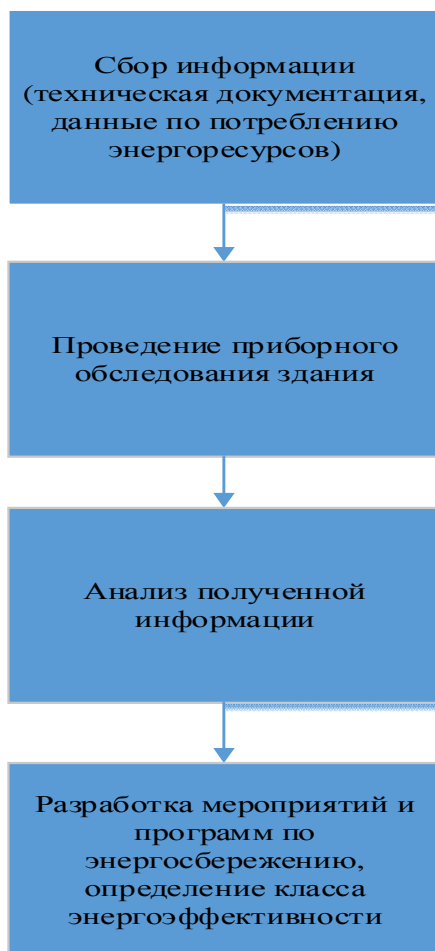 Сбор информации
(техническая документация,
данные по потреблению
энергоресурсов)
Проведение приборного
обследования здания
Анализ полученной
информации
Разработка мероприятий и
программ по
энергосбережению,
определение класса
энергоэффективности